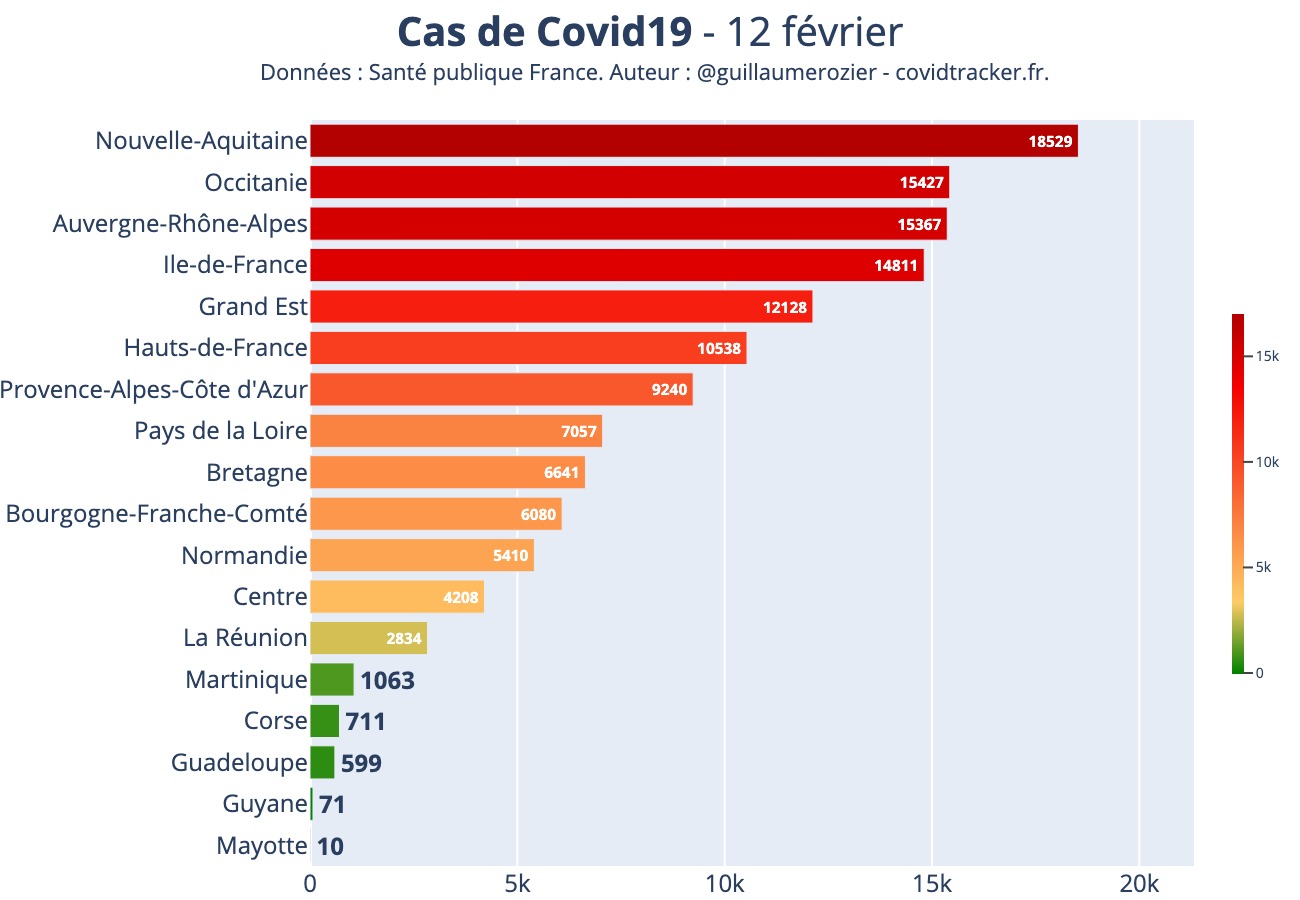 Cas de Covid19 - 12 février
Données : Santé publique France. Auteur : @guillaumerozier - covidtracker.fr.
Nouvelle-Aquitaine 18529
Occitanie 15427
Auvergne-Rhône-Alpes 15367
Ile-de-France 14811
Grand Est 12128
Hauts-de-France 10538
Provence-Alpes-Côte d'Azur 9240
Pays de la Loire 7057
Bretagne 6641
Bourgogne-Franche-Comté 6080
Normandie 5410
Centre 4208
La Réunion 2834
Martinique 1063
Corse 711
Guadeloupe 599
Guyane 71
Mayotte 10
0 5k 10k 15k 20k
15k
10k
5k
0